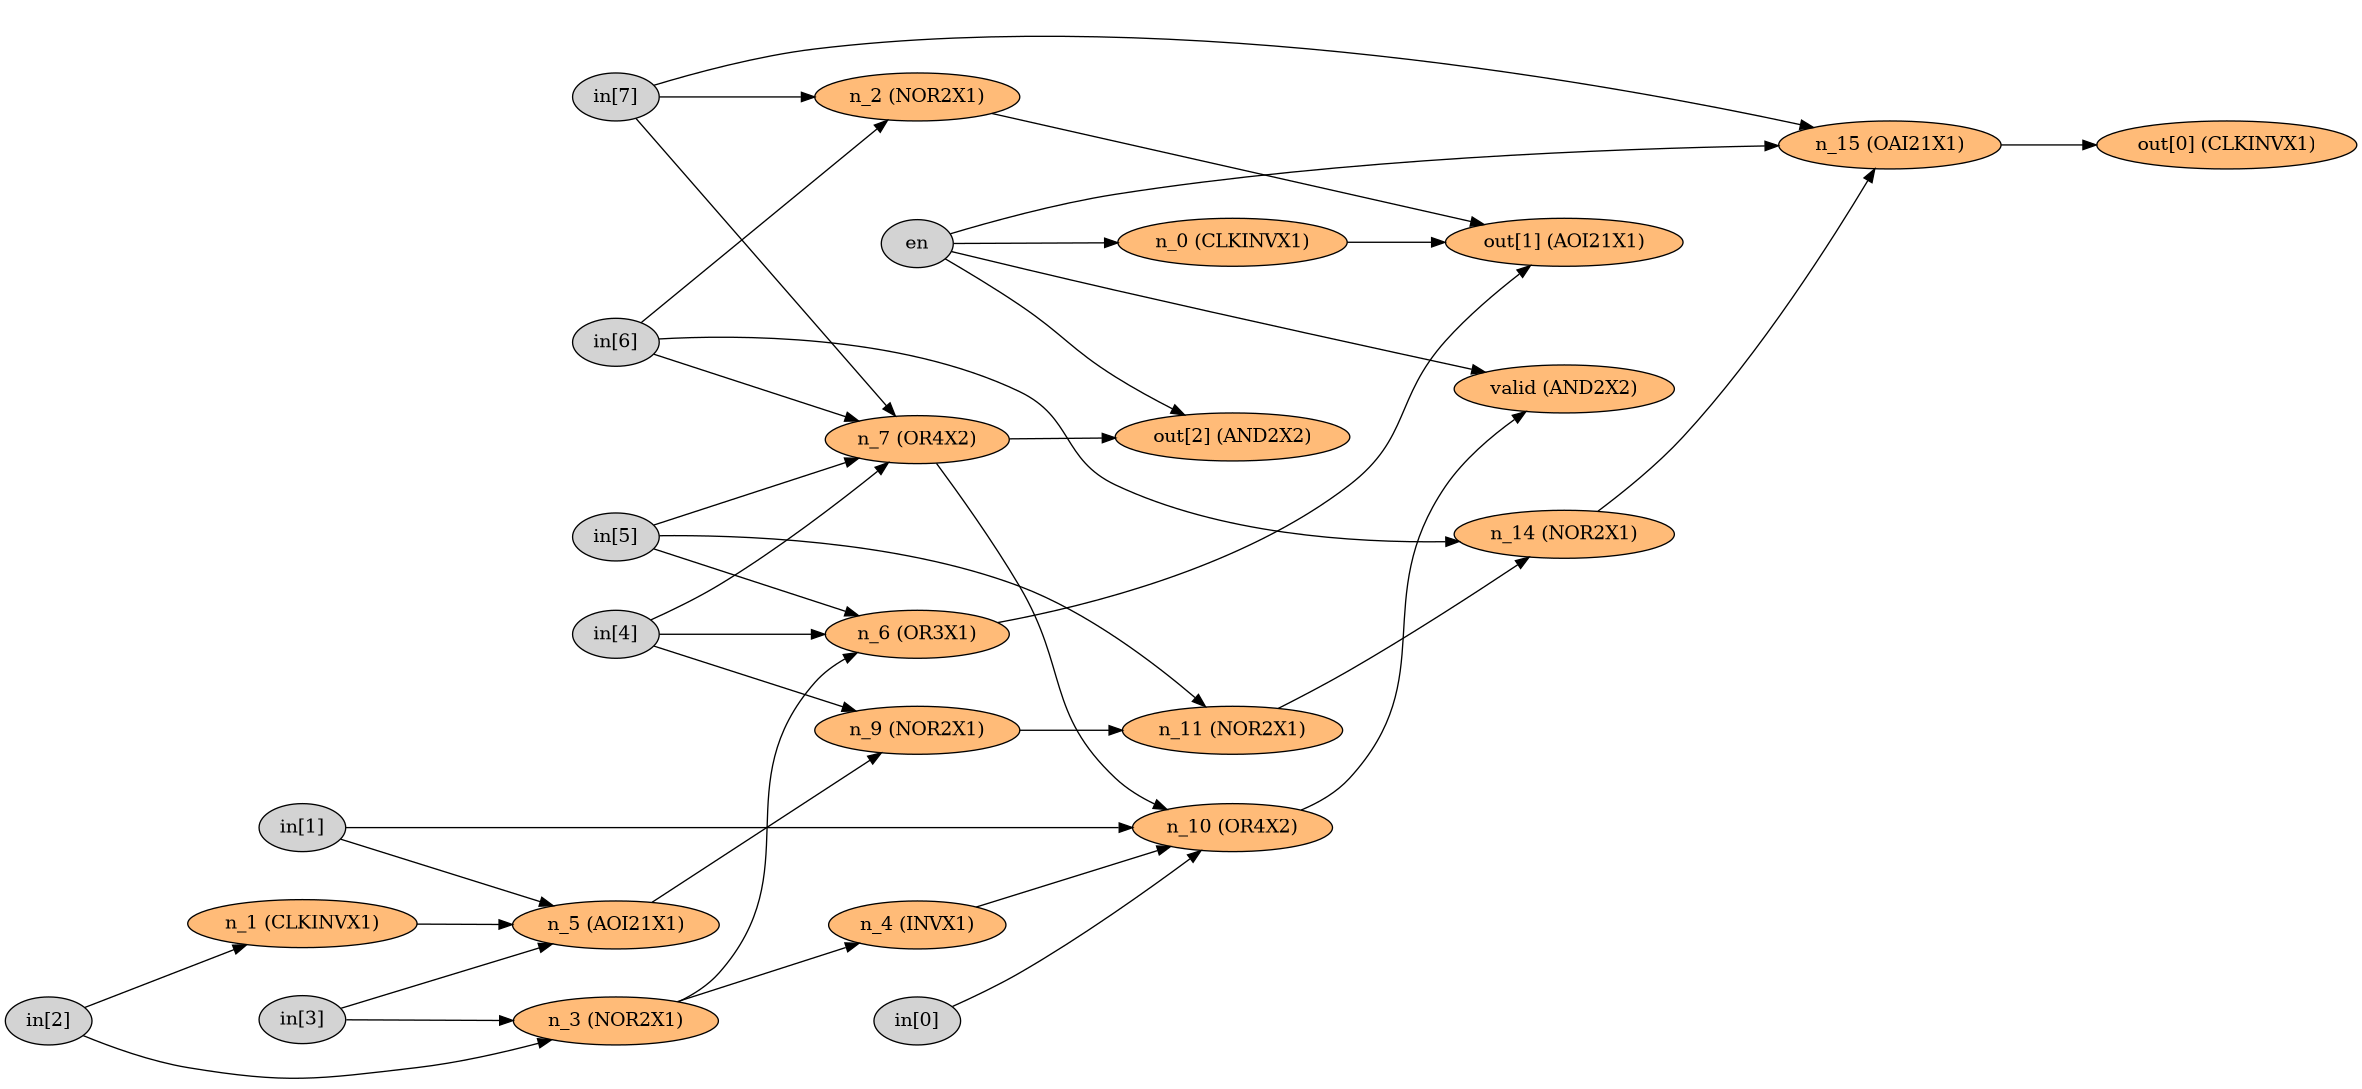 in[7]
n_2 (NOR2X1)
n_15 (OAI21X1)
out[0] (CLKINVX1)
en
n_0 (CLKINVX1)
out[1] (AOI21X1)
in[6]
valid (AND2X2)
n_7 (OR4X2)
out[2] (AND2X2)
in[5]
n_14 (NOR2X1)
in[4]
n_6 (OR3X1)
n_9 (NOR2X1)
n_11 (NOR2X1)
in[1]
n_10 (OR4X2)
n_1 (CLKINVX1)
n_5 (AOI21X1)
n_4 (INVX1)
in[2]
in[3]
n_3 (NOR2X1)
in[0]